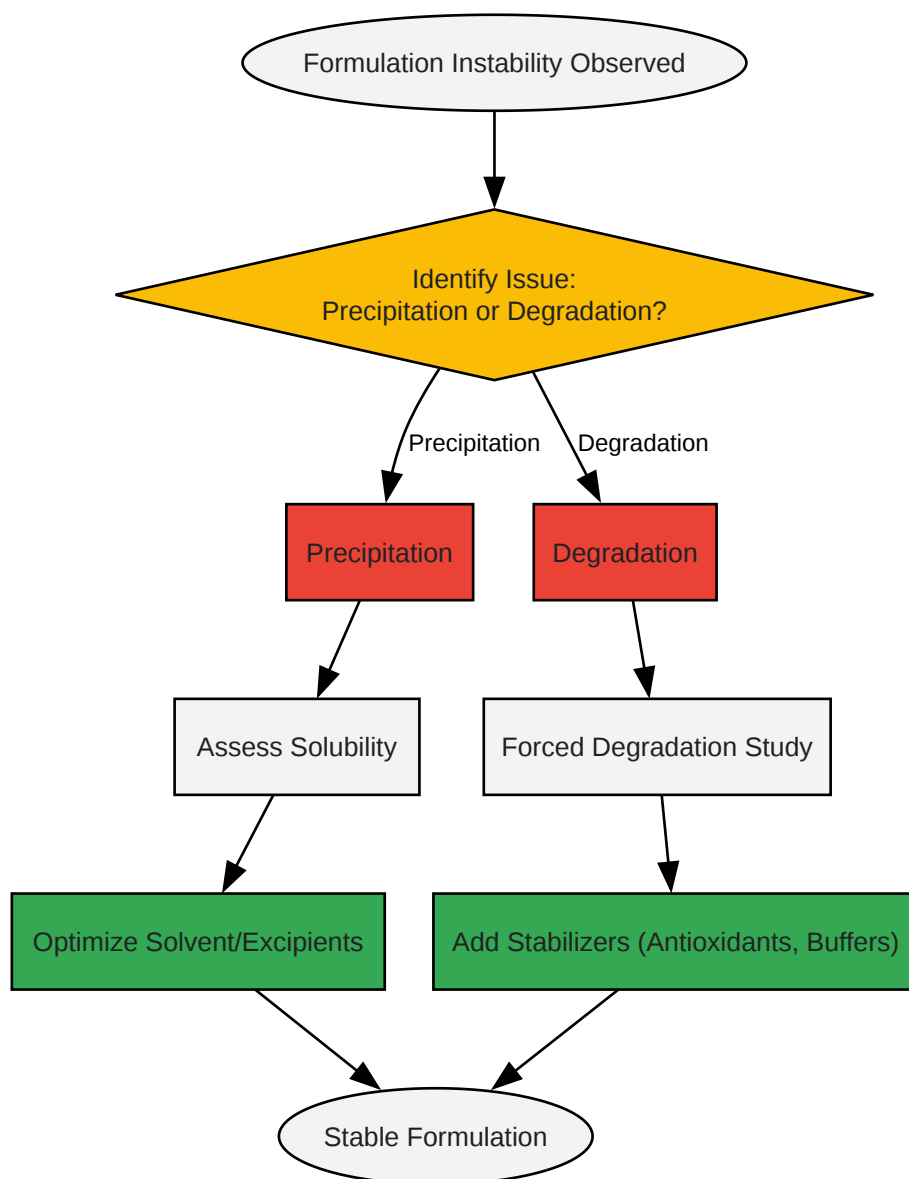 Formulation Instability Observed
Identify Issue:
Precipitation or Degradation?
Precipitation
Degradation
Precipitation
Degradation
Assess Solubility
Forced Degradation Study
Optimize Solvent/Excipients
Add Stabilizers (Antioxidants, Buffers)
Stable Formulation